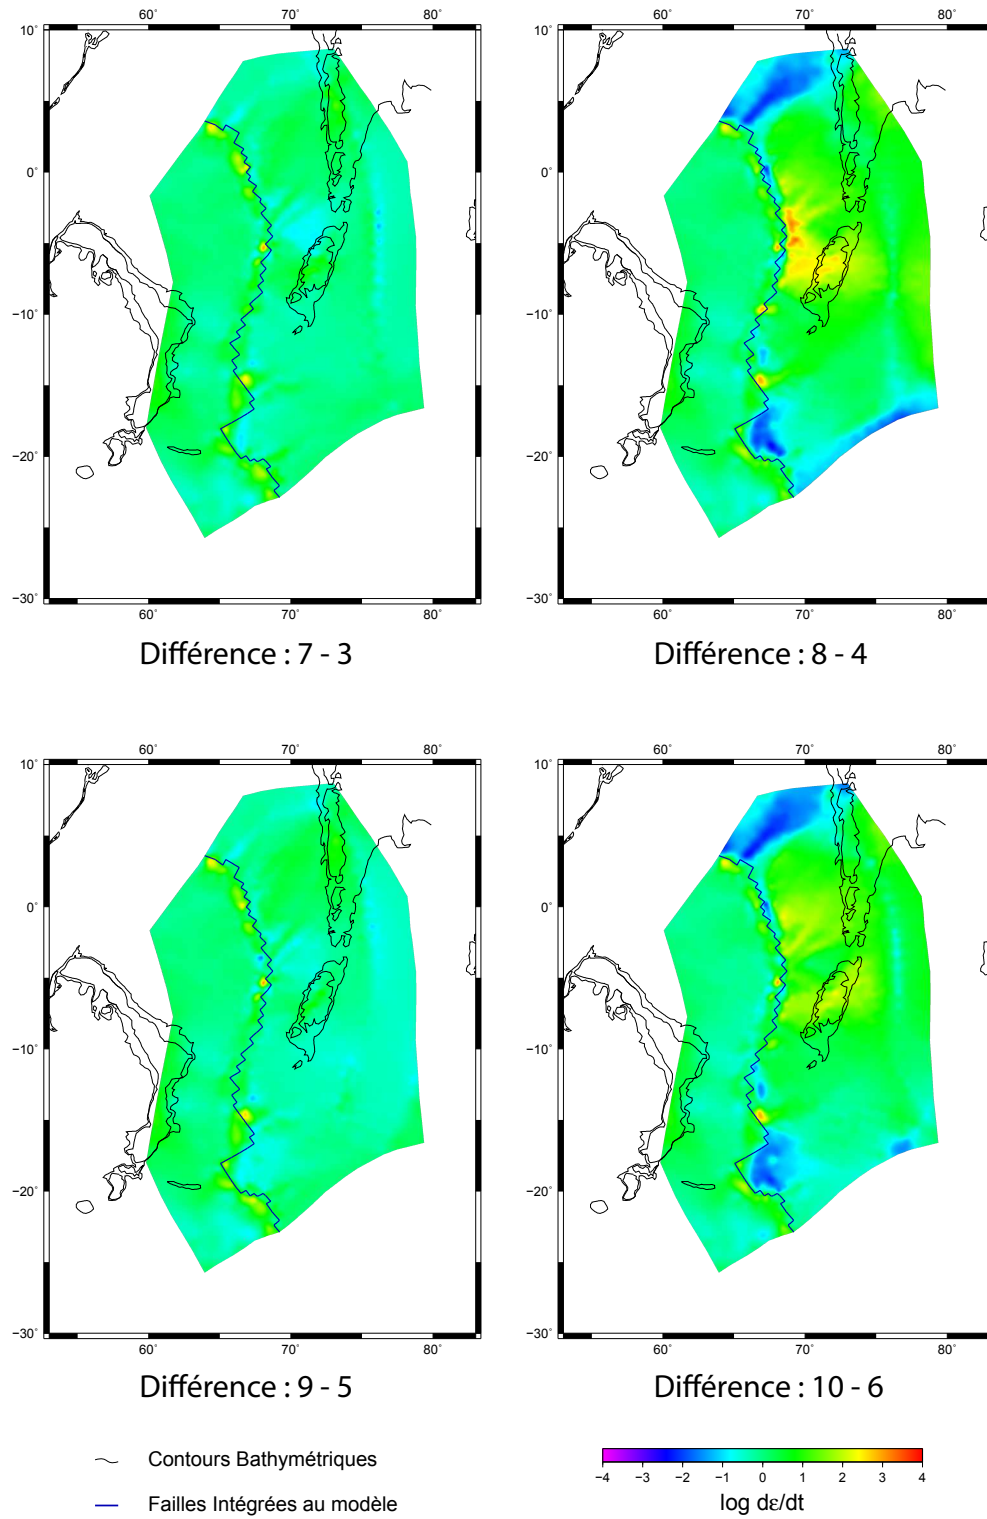 60° 70° 80° 60° 70° 80°
10° 10°
0° 0°
−10° −10°
−20° −20°
−30° −30°
60° 70° 80° 60° 70° 80°
Différence : 7 - 3 Différence : 8 - 4
60° 70° 80° 60° 70° 80°
10° 10°
0° 0°
−10° −10°
−20° −20°
−30° −30°
60° 70° 80° 60° 70° 80°
Différence : 9 - 5 Différence : 10 - 6
Contours Bathymétriques
Failles Intégrées au modèle
−4 −3 −2 −1 0 1 2 3 4
log dε/dt